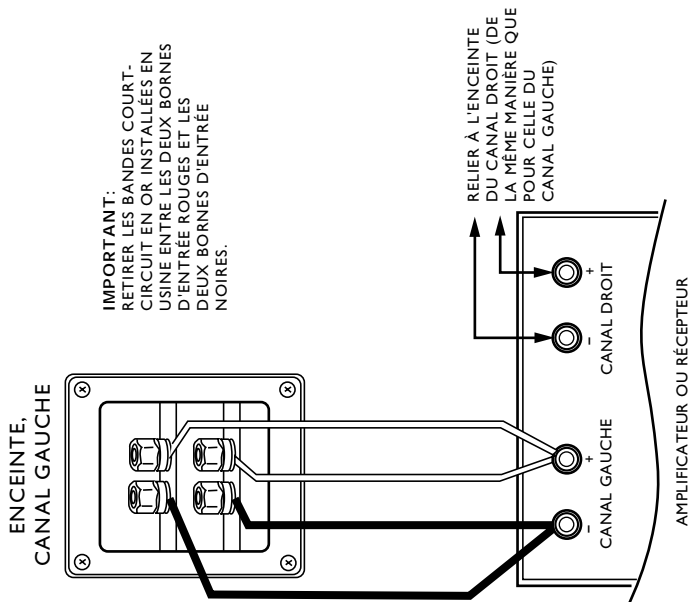 ENCEINTE,
CANAL GAUCHE
IMPORTANT:
RETIRER LES BANDES COURT-
CIRCUIT EN OR INSTALLÉES EN
USINE ENTRE LES DEUX BORNES
D'ENTRÉE ROUGES ET LES
DEUX BORNES D'ENTRÉE
NOIRES.
RELIER À L'ENCEINTE
DU CANAL DROIT (DE
LA MÊME MANIÈRE QUE
POUR CELLE DU
CANAL GAUCHE)
– +
CANAL GAUCHE
– +
CANAL DROIT
AMPLIFICATEUR OU RÉCEPTEUR